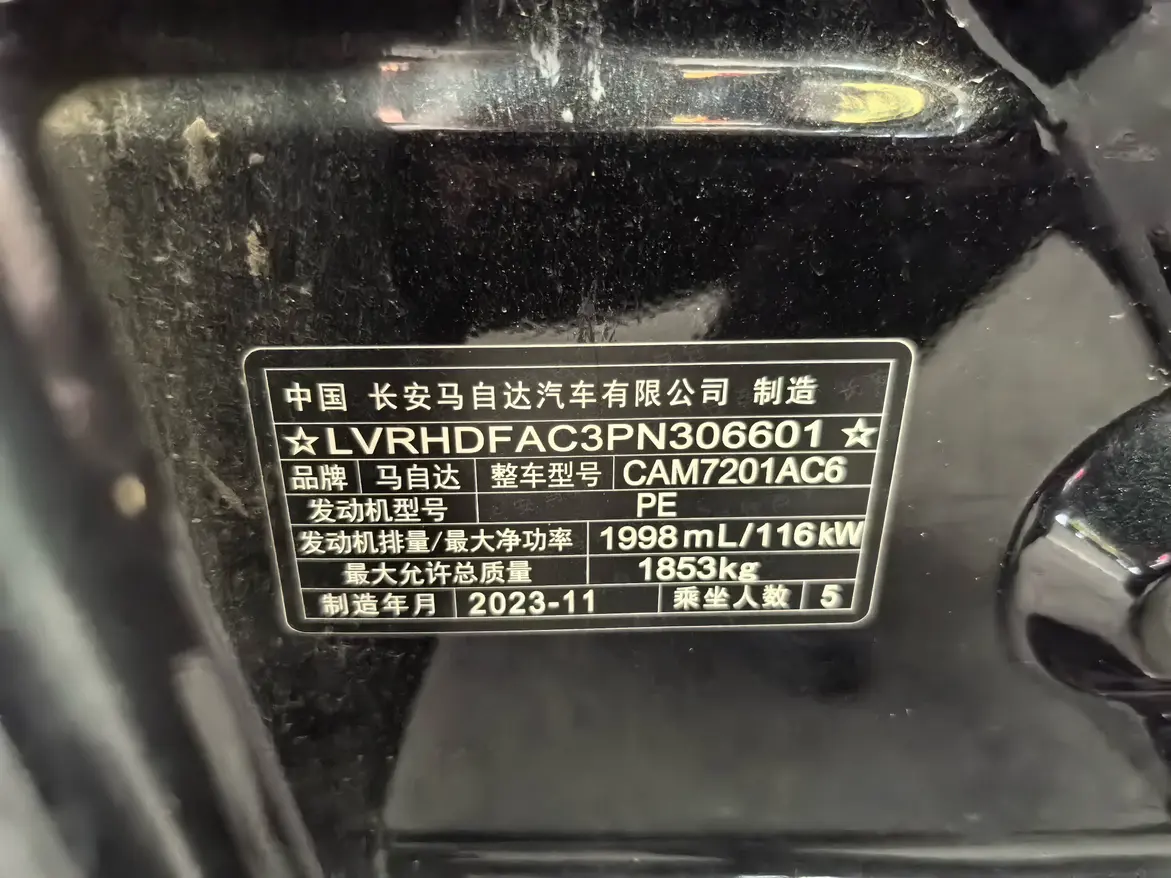 中国 长安马自达汽车有限公司 制造
☆LVRHDFAC3PN306601☆
品牌 马自达 整车型号 CAM7201AC6
发动机型号 PE
发动机排量/最大净功率 1998mL/116kW
最大允许总质量 1853kg
制造年月 2023-11 乘坐人数 5